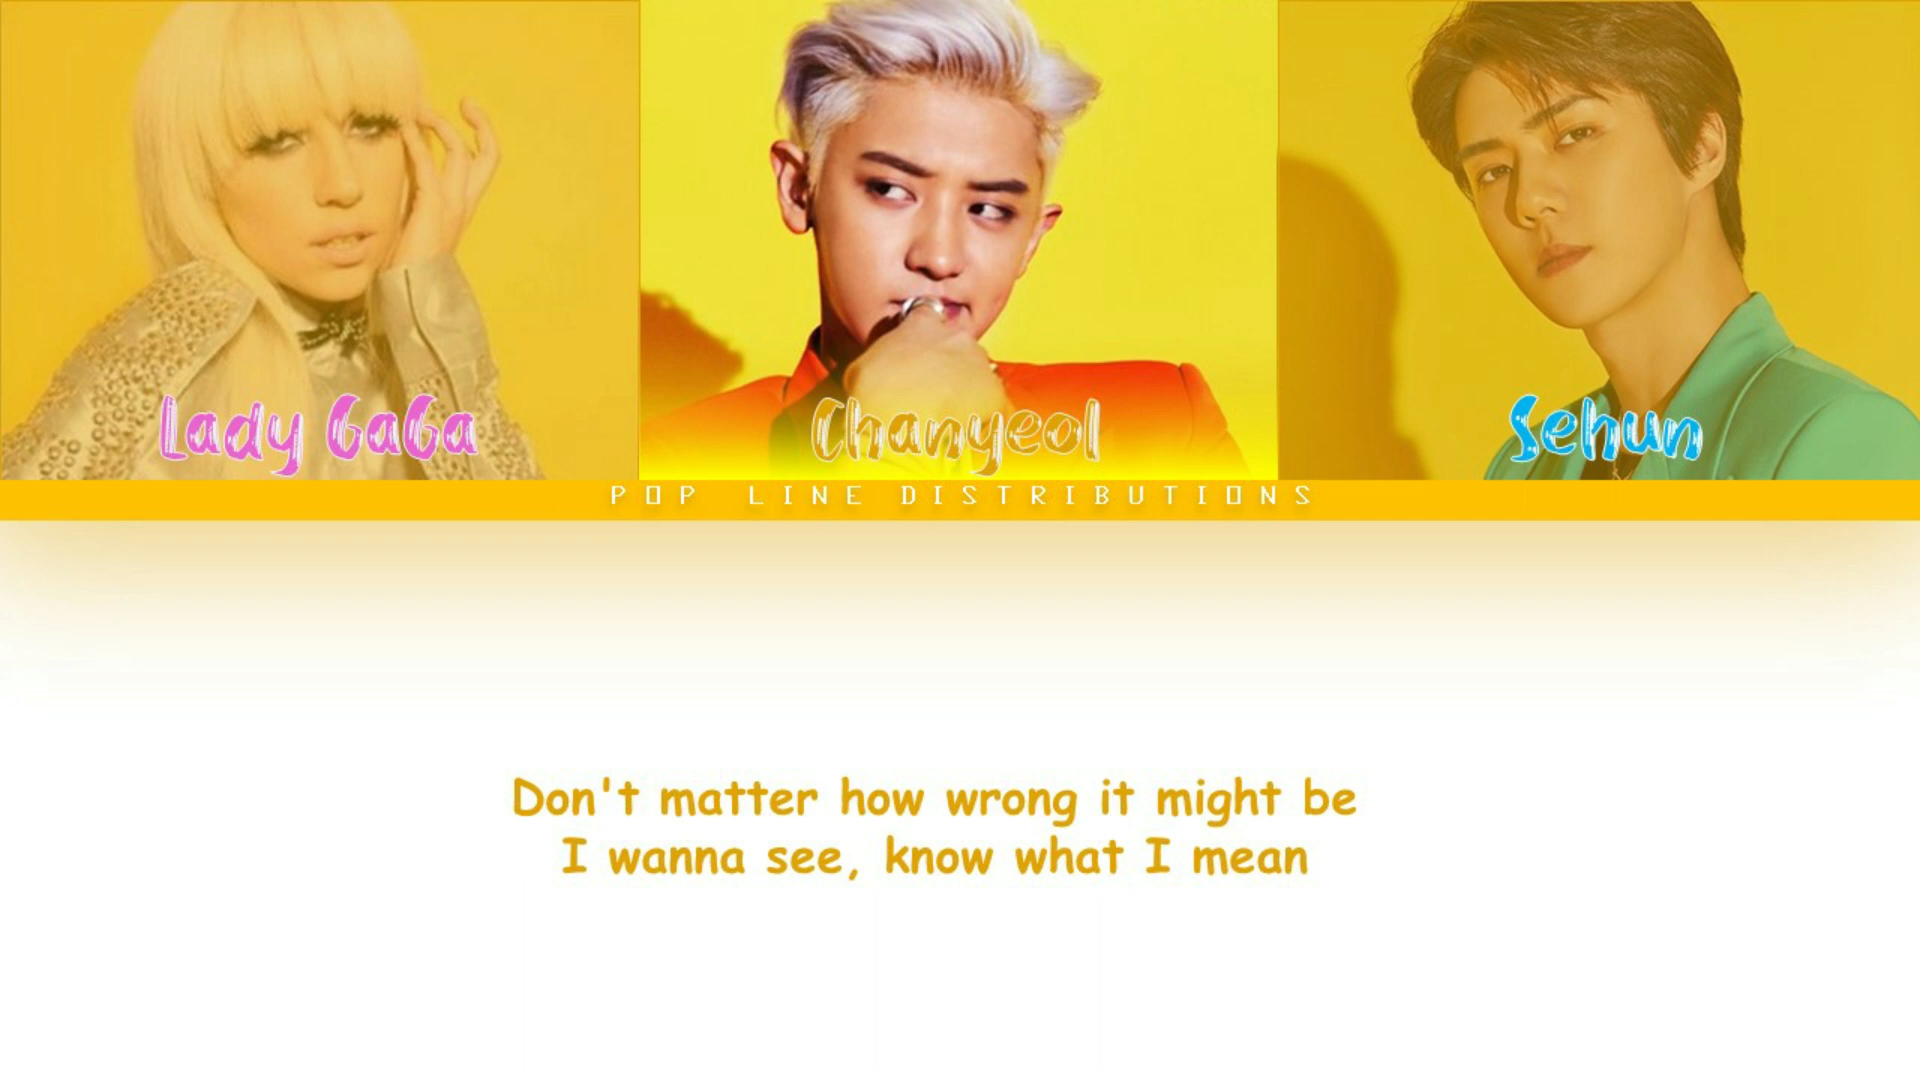 Lady GaGa
Chanyeol
Sehun
POP LINE DISTRIBUTIONS
Don't matter how wrong it might be
I wanna see, know what I mean